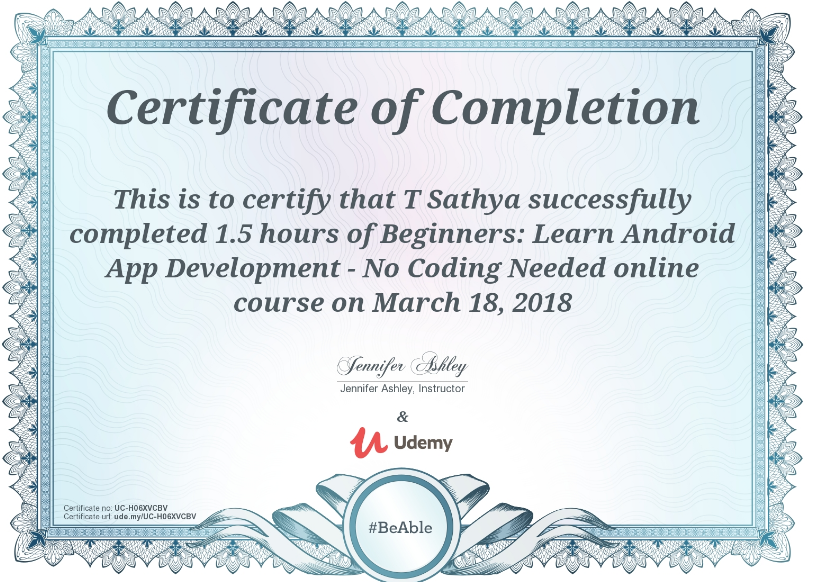 Certificate of Completion
This is to certify that T Sathya successfully
completed 1.5 hours of Beginners: Learn Android
App Development - No Coding Needed online
course on March 18, 2018
Jennifer Ashley
Jennifer Ashley, Instructor
&
Udemy
Certificate no: UC-H06XVCBV
Certificate url: ude.my/UC-H06XVCBV
#BeAble